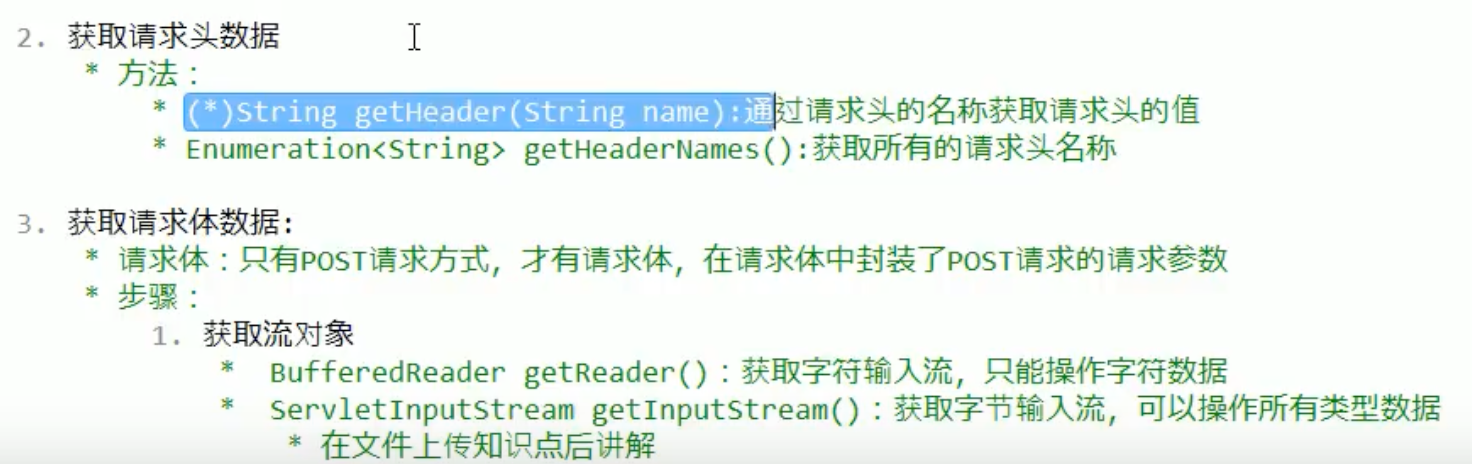 2. 获取请求头数据
* 方法：
* (*)String getHeader(String name):通过请求头的名称获取请求头的值
* Enumeration<String> getHeaderNames():获取所有的请求头名称
3. 获取请求体数据:
* 请求体：只有POST请求方式，才有请求体，在请求体中封装了POST请求的请求参数
* 步骤：
1. 获取流对象
* BufferedReader getReader()：获取字符输入流，只能操作字符数据
* ServletInputStream getInputStream()：获取字节输入流，可以操作所有类型数据
* 在文件上传知识点后讲解